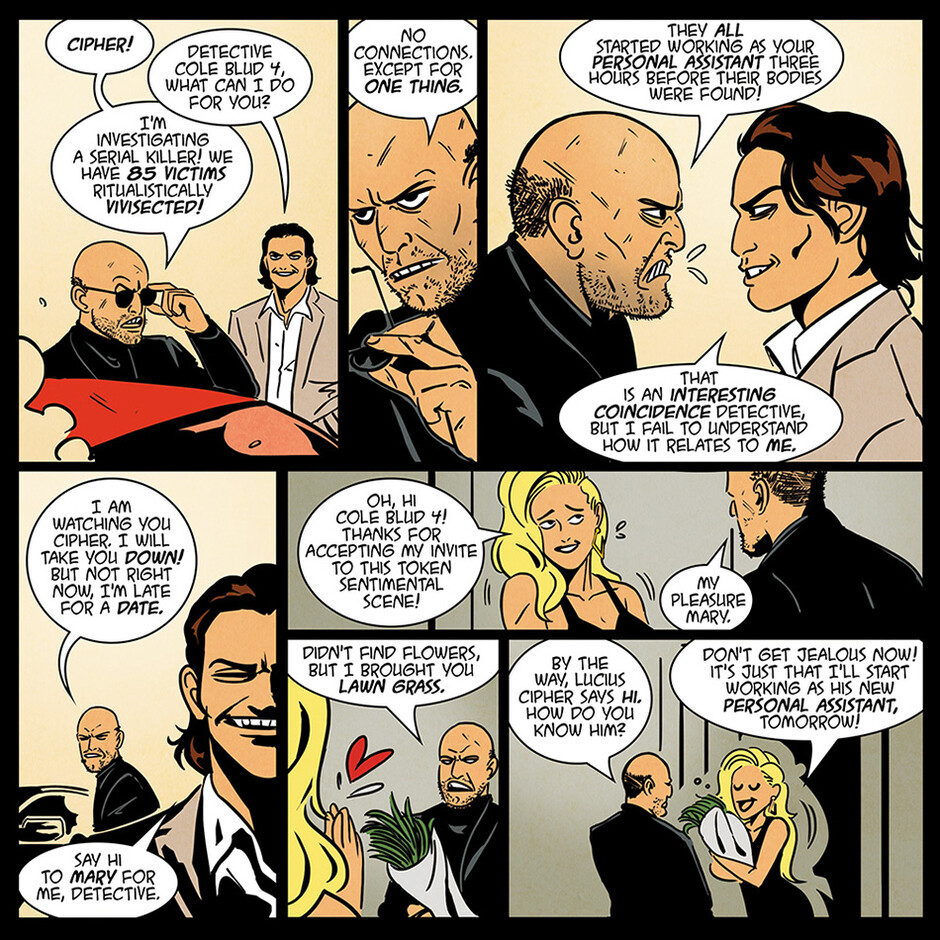 CIPHER!
DETECTIVE
COLE BLUD 4,
WHAT CAN I DO
FOR YOU?
I'M
INVESTIGATING
A SERIAL KILLER! WE
HAVE 85 VICTIMS
RITUALISTICALLY
VIVISECTED!
NO
CONNECTIONS.
EXCEPT FOR
ONE THING.
THEY ALL
STARTED WORKING AS YOUR
PERSONAL ASSISTANT THREE
HOURS BEFORE THEIR BODIES
WERE FOUND!
THAT
IS AN INTERESTING
COINCIDENCE DETECTIVE,
BUT I FAIL TO UNDERSTAND
HOW IT RELATES TO ME.
I AM
WATCHING YOU
CIPHER. I WILL
TAKE YOU DOWN!
BUT NOT RIGHT
NOW, I'M LATE
FOR A DATE.
SAY HI
TO MARY FOR
ME, DETECTIVE.
OH, HI
COLE BLUD 4!
THANKS FOR
ACCEPTING MY INVITE
TO THIS TOKEN
SENTIMENTAL
SCENE!
MY
PLEASURE
MARY.
DIDN'T FIND FLOWERS,
BUT I BROUGHT YOU
LAWN GRASS.
BY THE
WAY, LUCIUS
CIPHER SAYS HI.
HOW DO YOU
KNOW HIM?
DON'T GET JEALOUS NOW!
IT'S JUST THAT I'LL START
WORKING AS HIS NEW
PERSONAL ASSISTANT,
TOMORROW!